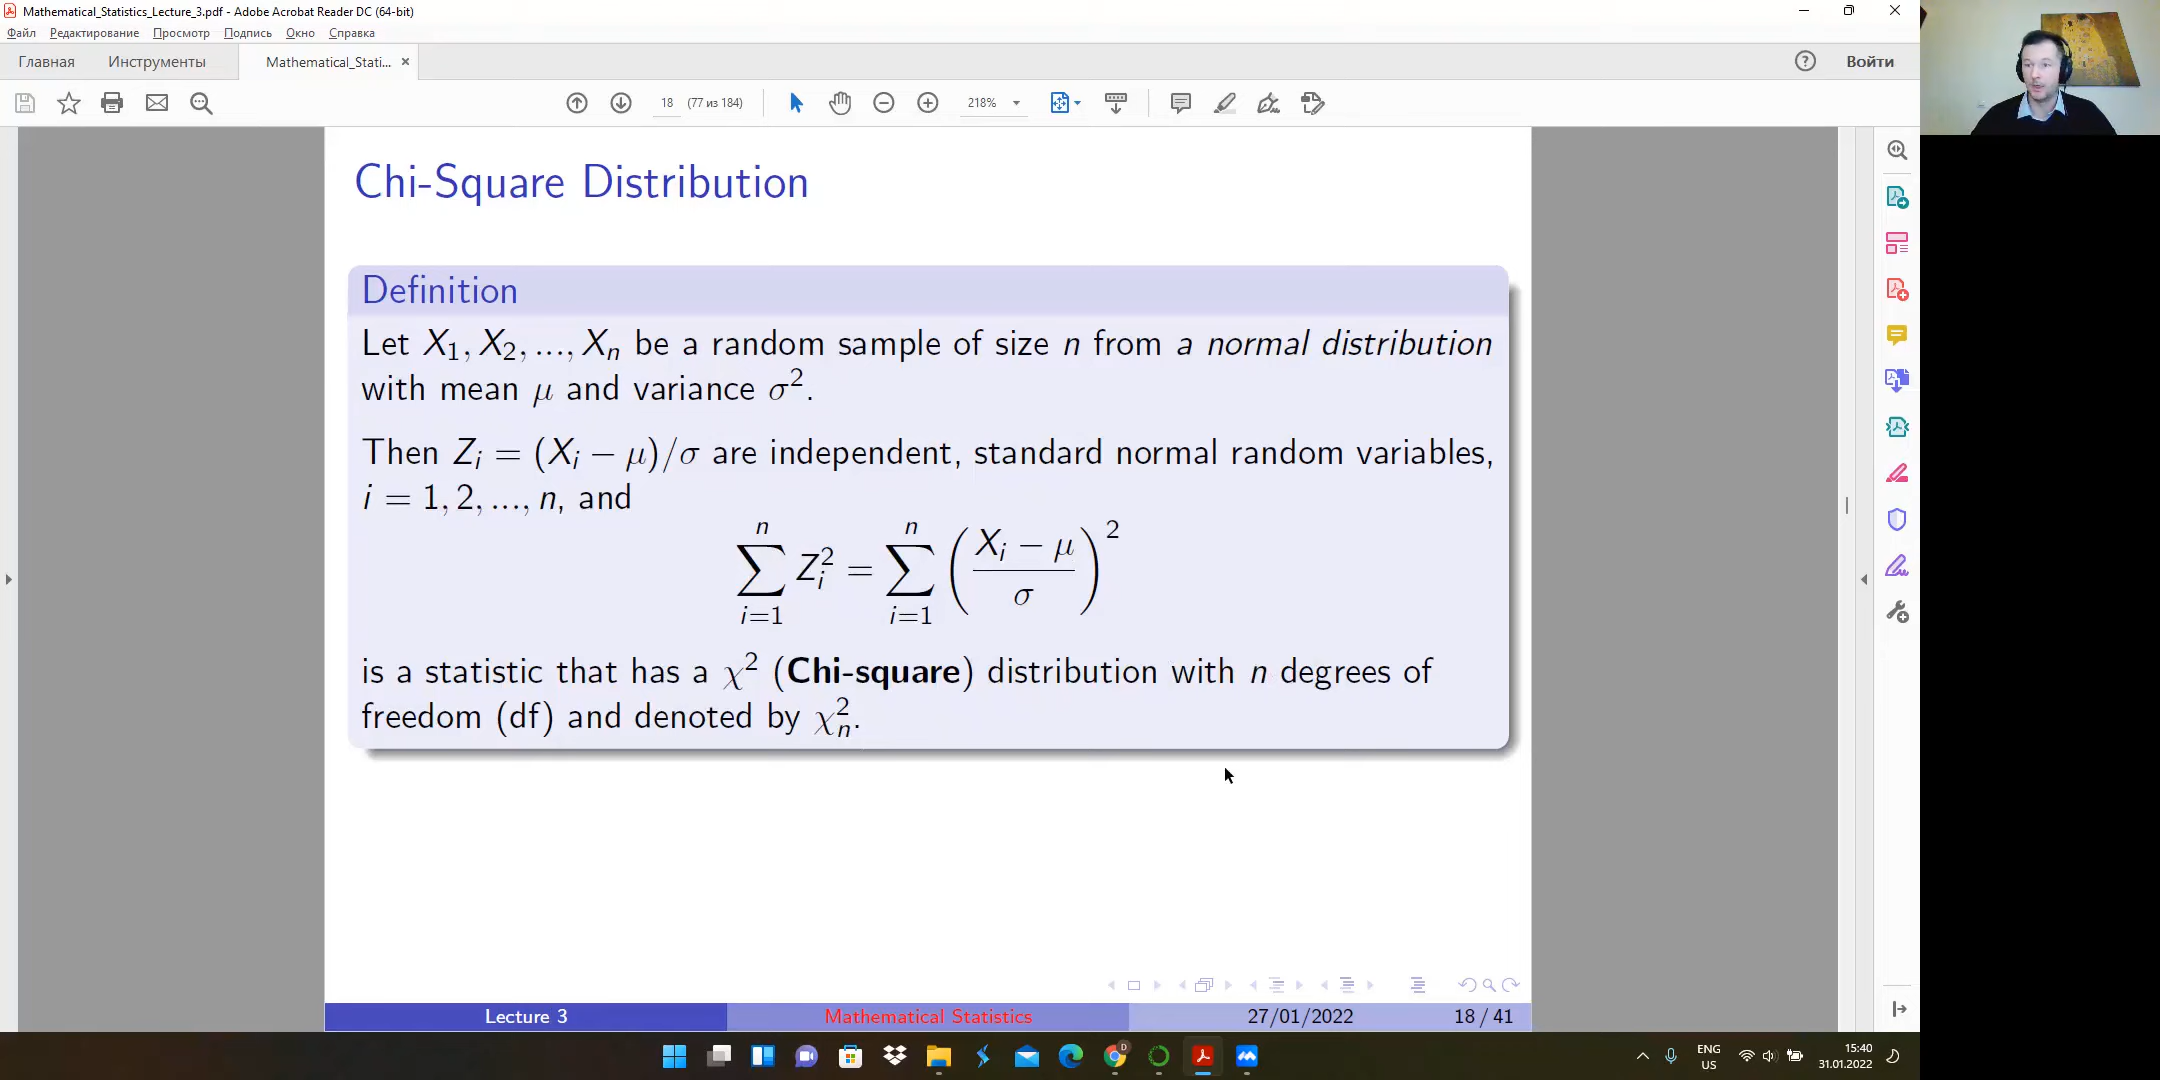 Mathematical_Statistics_Lecture_3.pdf - Adobe Acrobat Reader DC (64-bit)
Файл Редактирование Просмотр Подпись Окно Справка
Главная Инструменты Mathematical_Stati... × Войти
18 (77 из 184) 218%
Chi-Square Distribution
Definition
Let X₁, X₂, ..., Xₙ be a random sample of size n from a normal distribution
with mean μ and variance σ².
Then Zᵢ = (Xᵢ − μ)/σ are independent, standard normal random variables,
i = 1, 2, ..., n, and
∑ᵢ₌₁ⁿ Zᵢ² = ∑ᵢ₌₁ⁿ ((Xᵢ − μ)/σ)²
is a statistic that has a χ² (Chi-square) distribution with n degrees of
freedom (df) and denoted by χₙ².
Lecture 3 Mathematical Statistics 27/01/2022 18 / 41
ENG
US
15:40
31.01.2022